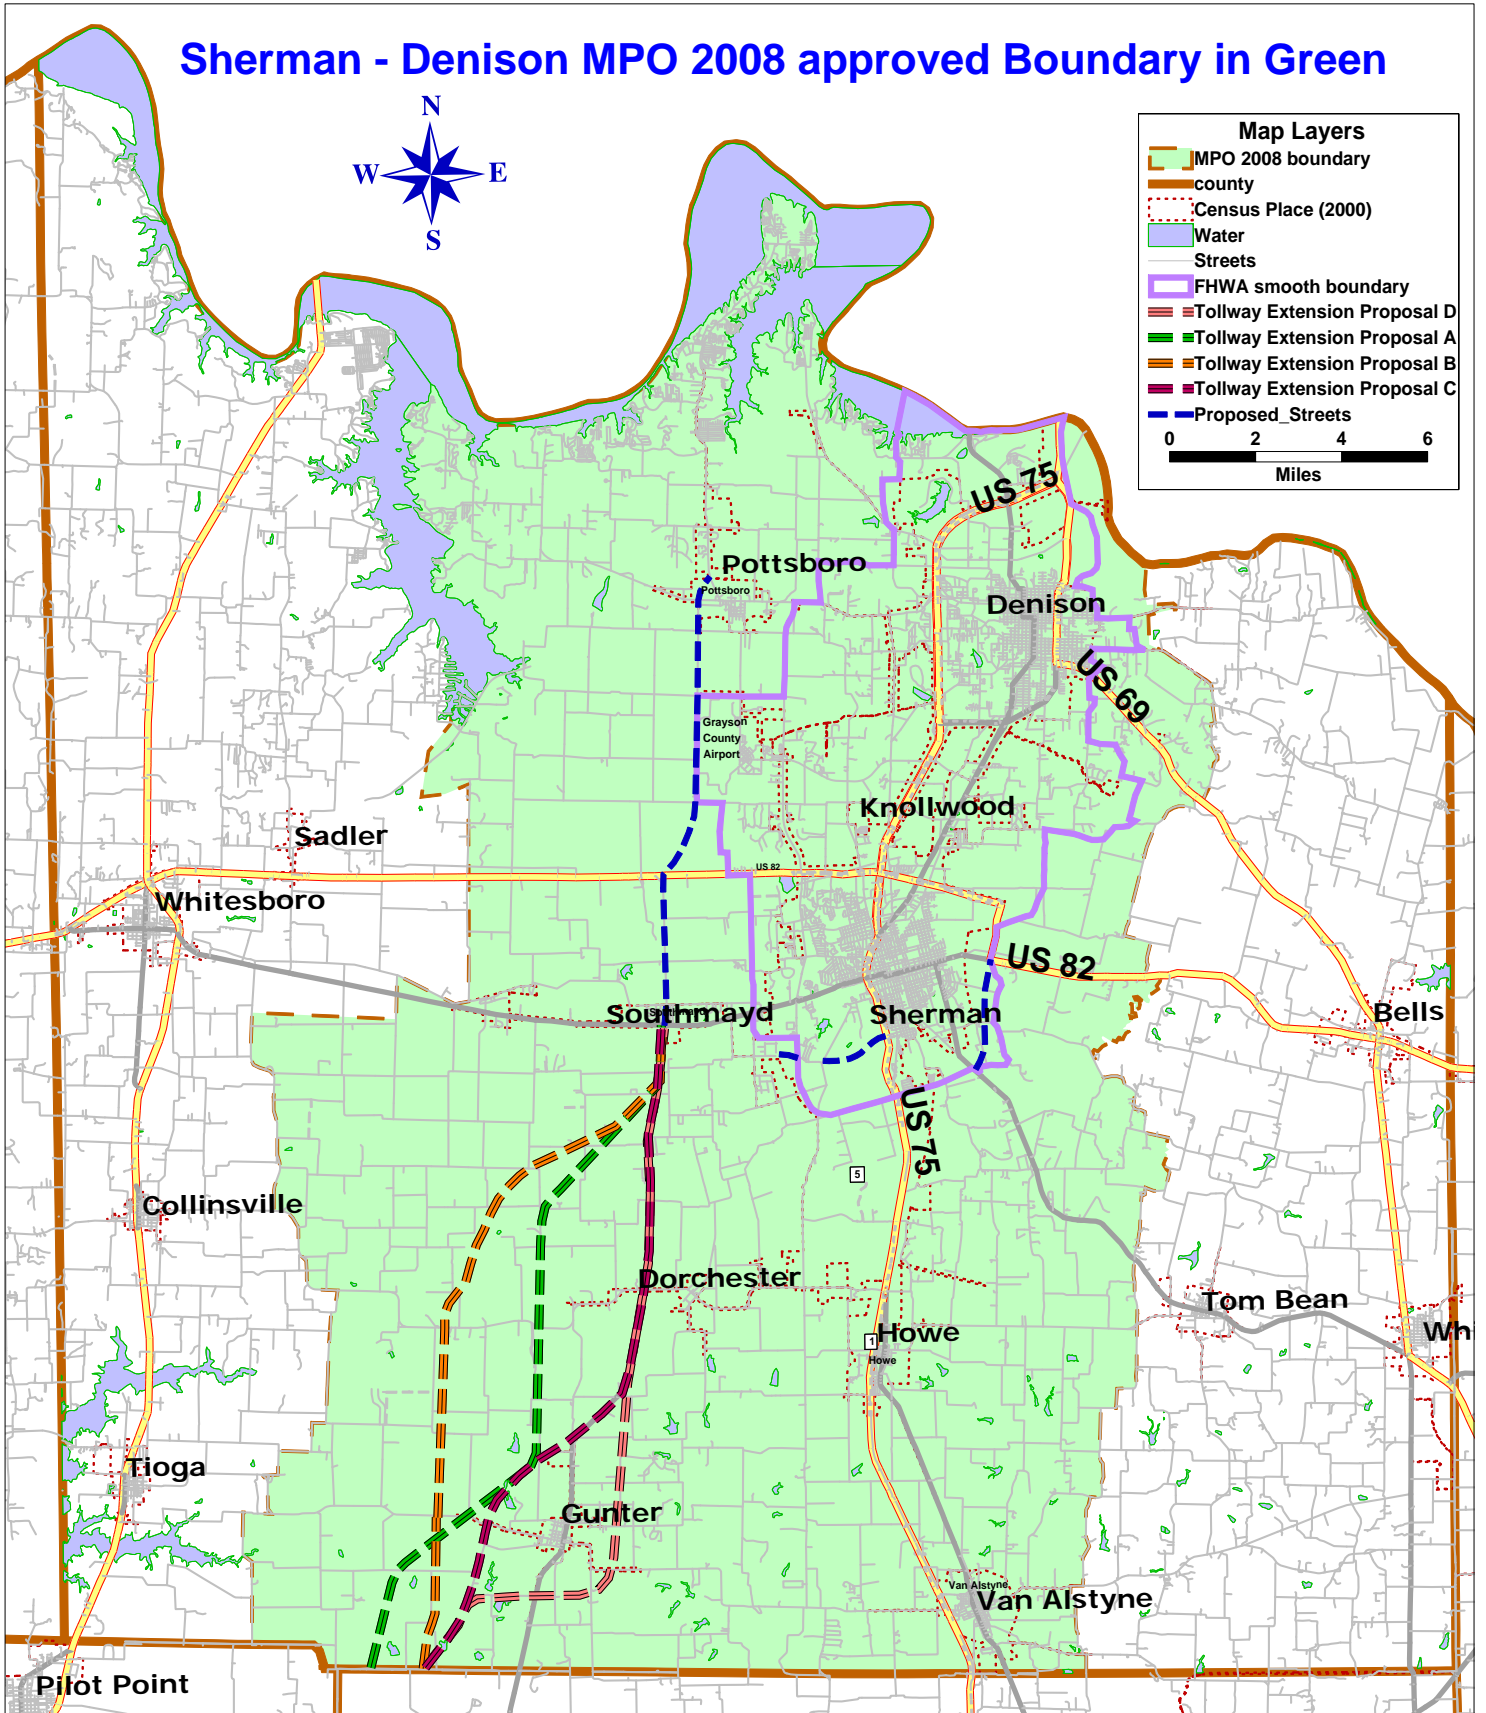 Sherman - Denison MPO 2008 approved Boundary in Green
N
W
E
S
Map Layers
MPO 2008 boundary
county
Census Place (2000)
Water
Streets
FHWA smooth boundary
Tollway Extension Proposal D
Tollway Extension Proposal A
Tollway Extension Proposal B
Tollway Extension Proposal C
Proposed_Streets
0 2 4 6
Miles
US 75
Pottsboro
Pottsboro
Denison
US 69
Grayson
County
Airport
Knollwood
Sadler
US 82
Whitesboro
US 82
Southmayd
Southmayd
Sherman
Bells
US 75
5
Collinsville
Dorchester
Tom Bean
Howe
1
Howe
Whi
Tioga
Gunter
Van Alstyne
Van Alstyne
Pilot Point